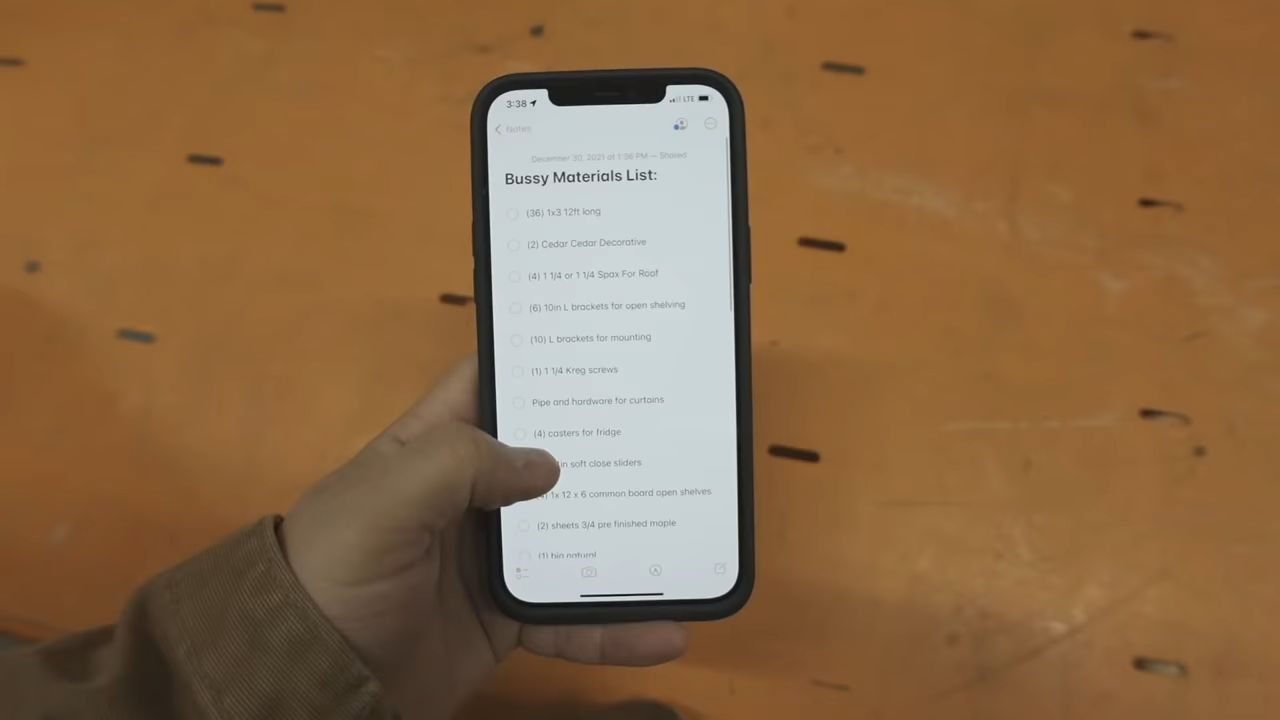 3:38
LTE
Notes
December 30, 2021 at 1:56 PM — Shared
Bussy Materials List:
(36) 1x3 12ft long
(2) Cedar Cedar Decorative
(4) 1 1/4 or 1 1/4 Spax For Roof
(6) 10in L brackets for open shelving
(10) L brackets for mounting
(1) 1 1/4 Kreg screws
Pipe and hardware for curtains
(4) casters for fridge
soft close sliders
1x 12 x 6 common board open shelves
(2) sheets 3/4 pre finished maple
(1) big natural